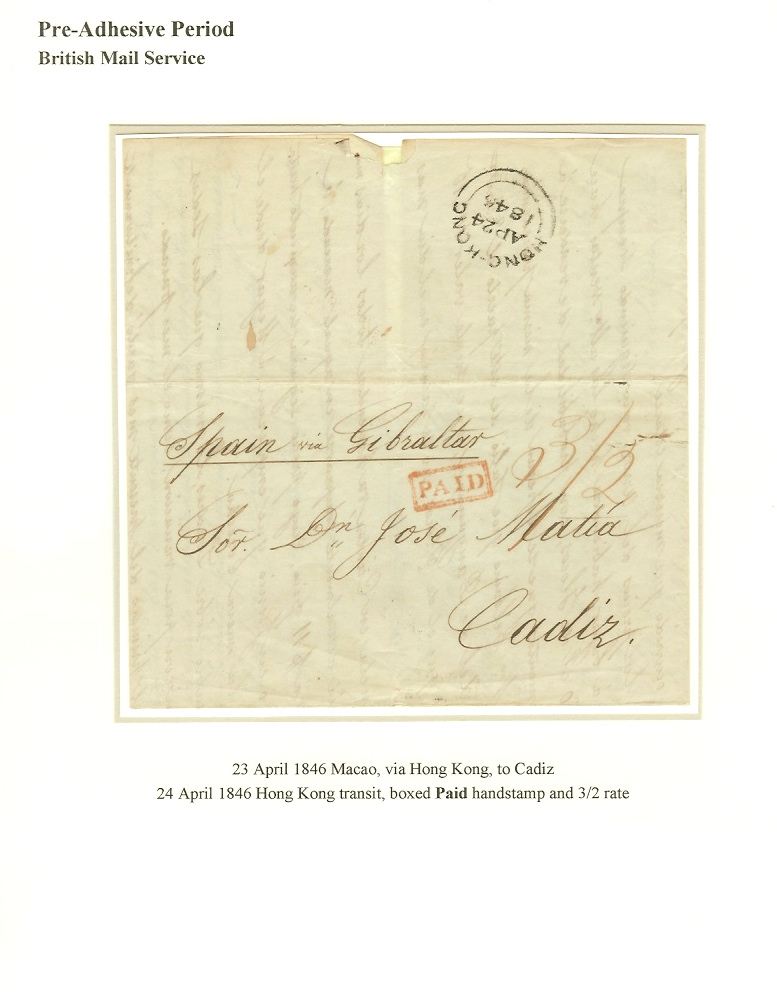 Pre-Adhesive Period
British Mail Service
HONG-KONG
AP 24
1846
Spain via Gibraltar
3/2
PAID
Sor. Dn José Matia
Cadiz.
23 April 1846 Macao, via Hong Kong, to Cadiz
24 April 1846 Hong Kong transit, boxed Paid handstamp and 3/2 rate